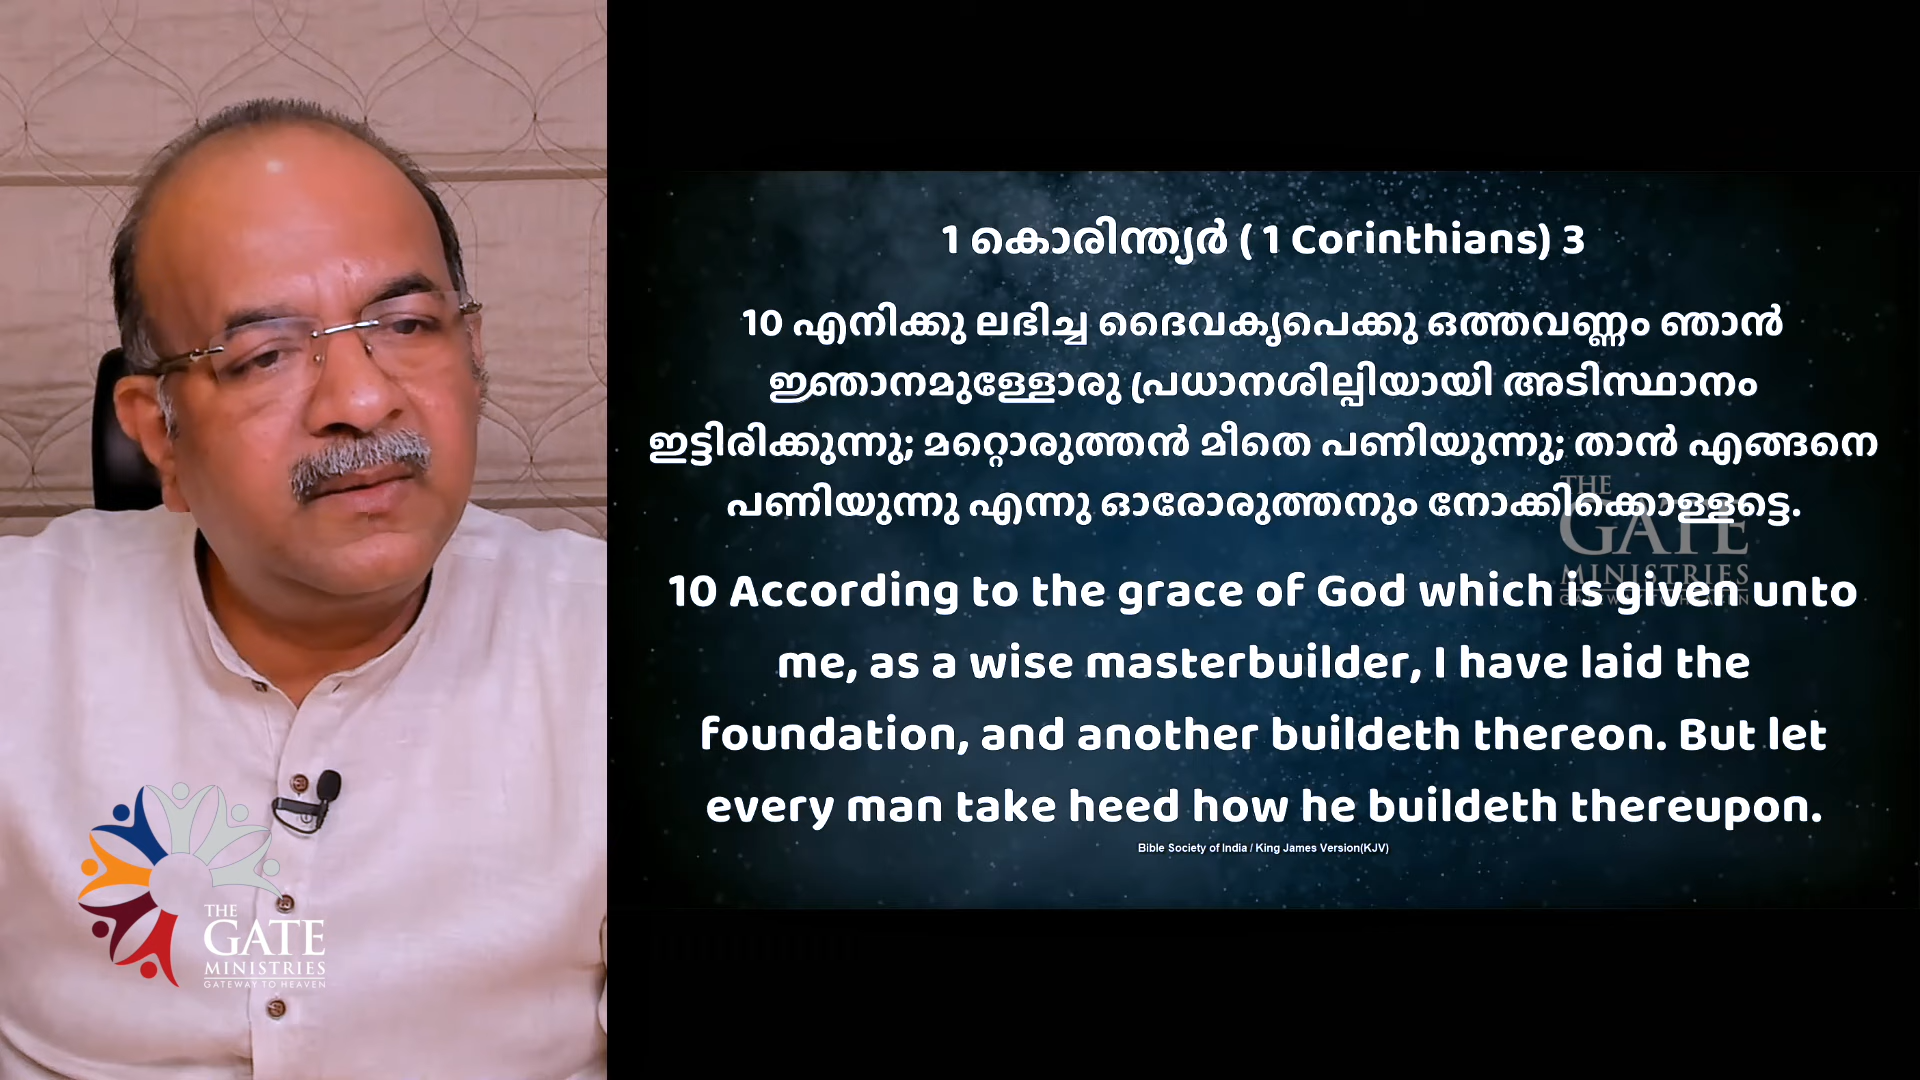 1 കൊരിന്ത്യർ ( 1 Corinthians) 3
10 എനിക്കു ലഭിച്ച ദൈവകൃപെക്കു ഒത്തവണ്ണം ഞാൻ
ജ്ഞാനമുള്ളോരു പ്രധാനശില്പിയായി അടിസ്ഥാനം
ഇട്ടിരിക്കുന്നു; മറ്റൊരുത്തൻ മീതെ പണിയുന്നു; താൻ എങ്ങനെ
പണിയുന്നു എന്നു ഓരോരുത്തനും നോക്കിക്കൊള്ളട്ടെ.
10 According to the grace of God which is given unto
me, as a wise masterbuilder, I have laid the
foundation, and another buildeth thereon. But let
every man take heed how he buildeth thereupon.
Bible Society of India / King James Version(KJV)
THE
GATE
MINISTRIES
GATEWAY TO HEAVEN
THE
GATE
MINISTRIES
GATEWAY TO HEAVEN